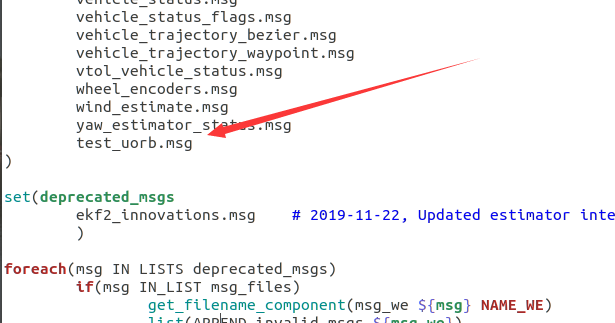 vehicle_status.msg
vehicle_status_flags.msg
vehicle_trajectory_bezier.msg
vehicle_trajectory_waypoint.msg
vtol_vehicle_status.msg
wheel_encoders.msg
wind_estimate.msg
yaw_estimator_status.msg
test_uorb.msg
)
set(deprecated_msgs
ekf2_innovations.msg # 2019-11-22, Updated estimator inte
)
foreach(msg IN LISTS deprecated_msgs)
if(msg IN_LIST msg_files)
get_filename_component(msg_we ${msg} NAME_WE)
list(APPEND invalid_msgs ${msg_we})